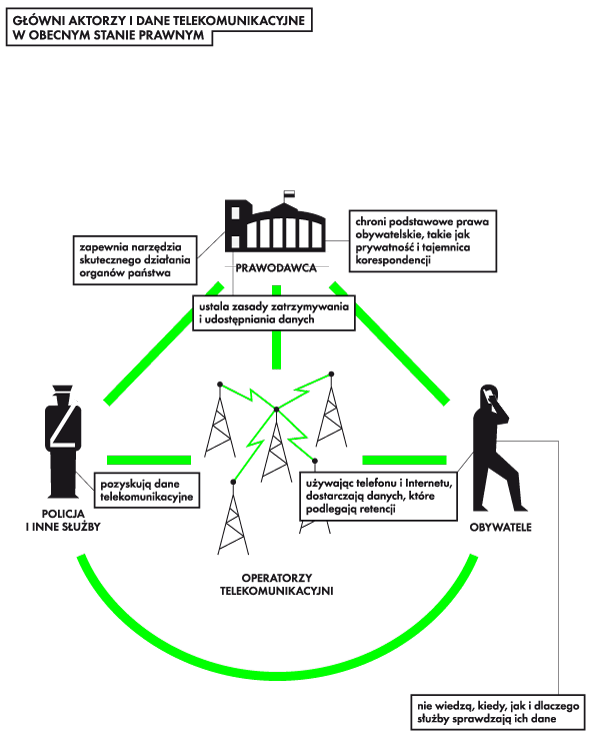 GŁÓWNI AKTORZY I DANE TELEKOMUNIKACYJNE
W OBECNYM STANIE PRAWNYM
chroni podstawowe prawa
obywatelskie, takie jak
prywatność i tajemnica
korespondencji
zapewnia narzędzia
skutecznego działania
organów państwa
PRAWODAWCA
ustala zasady zatrzymywania
i udostępniania danych
pozyskują dane
telekomunikacyjne
używając telefonu i Internetu,
dostarczają danych, które
podlegają retencji
POLICJA
I INNE SŁUŻBY
OBYWATELE
OPERATORZY
TELEKOMUNIKACYJNI
nie wiedzą, kiedy, jak i dlaczego
służby sprawdzają ich dane